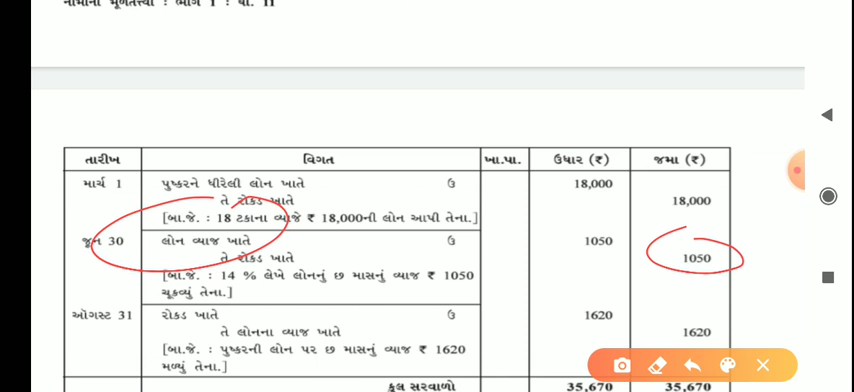 નામાનાં મૂળતત્ત્વો : ભાગ 1 : ધો. 11
તારીખ વિગત ખા.પા. ઉધાર (₹) જમા (₹)
માર્ચ 1 પુષ્કરને ધીરેલી લોન ખાતે ઉ 18,000
તે રોકડ ખાતે 18,000
[બા.જે. : 18 ટકાના વ્યાજે ₹ 18,000ની લોન આપી તેના.]
જૂન 30 લોન વ્યાજ ખાતે ઉ 1050
તે રોકડ ખાતે 1050
[બા.જે. : 14 % લેખે લોનનું છ માસનું વ્યાજ ₹ 1050
ચૂકવ્યું તેના.]
ઑગસ્ટ 31 રોકડ ખાતે ઉ 1620
તે લોનના વ્યાજ ખાતે 1620
[બા.જે. : પુષ્કરની લોન પર છ માસનું વ્યાજ ₹ 1620
મળ્યું તેના.]
કુલ સરવાળો 35,670 35,670